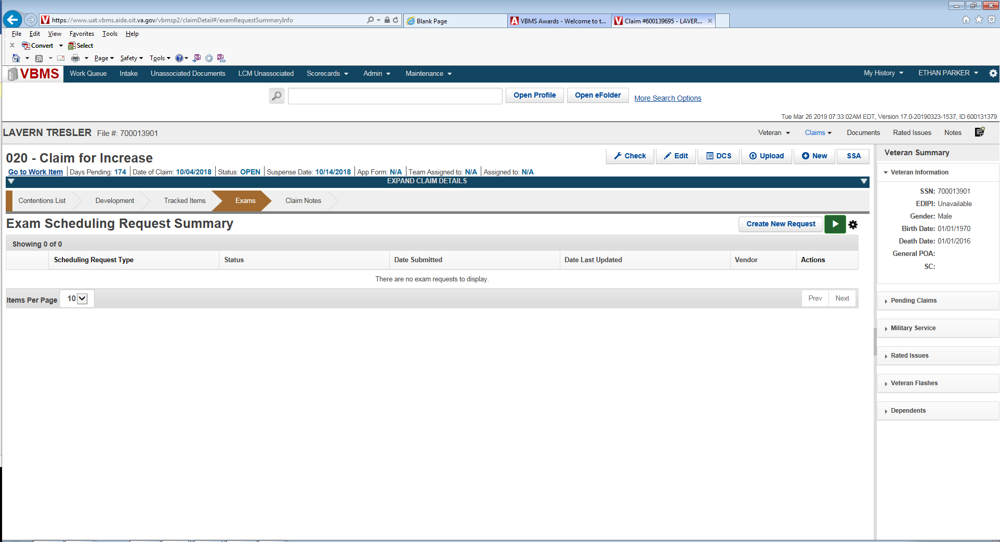 https://www.uat.vbms.aide.oit.va.gov/vbmsp2/claimDetail#/examRequestSummaryInfo
Blank Page
VBMS Awards - Welcome to t...
Claim #600139695 - LAVER...
File Edit View Favorites Tools Help
Convert Select
Page Safety Tools
VBMS Work Queue Intake Unassociated Documents LCM Unassociated Scorecards Admin Maintenance My History ETHAN PARKER
Open Profile Open eFolder More Search Options
Tue Mar 26 2019 07:33:02AM EDT, Version 17.0-20190323-1537, ID 600131379
LAVERN TRESLER File #: 700013901 Veteran Claims Documents Rated Issues Notes
020 - Claim for Increase Check Edit DCS Upload New SSA
Go to Work Item Days Pending: 174 Date of Claim: 10/04/2018 Status: OPEN Suspense Date: 10/14/2018 App Form: N/A Team Assigned to: N/A Assigned to: N/A
EXPAND CLAIM DETAILS
Contentions List Development Tracked Items Exams Claim Notes
Exam Scheduling Request Summary Create New Request
Showing 0 of 0
Scheduling Request Type Status Date Submitted Date Last Updated Vendor Actions
There are no exam requests to display.
Items Per Page 10 Prev Next
Veteran Summary
Veteran Information
SSN: 700013901
EDIPI: Unavailable
Gender: Male
Birth Date: 01/01/1970
Death Date: 01/01/2016
General POA:
SC:
Pending Claims
Military Service
Rated Issues
Veteran Flashes
Dependents